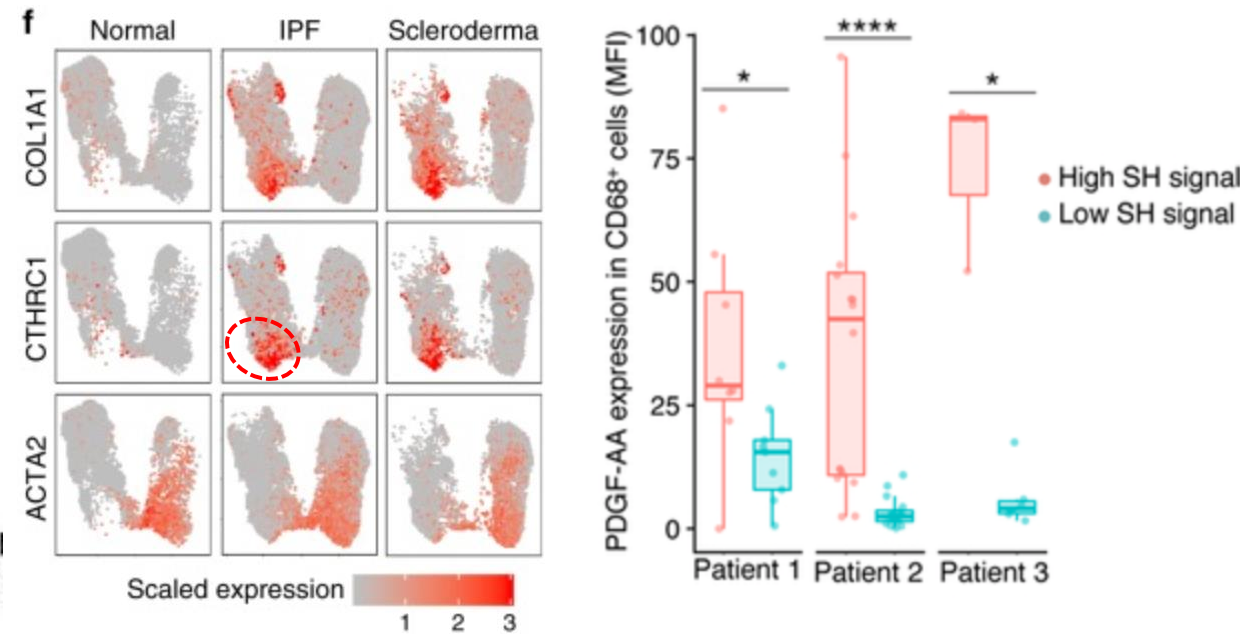 f
Normal IPF Scleroderma
COL1A1
CTHRC1
ACTA2
Scaled expression
1 2 3
PDGF-AA expression in CD68⁺ cells (MFI)
100
75
50
25
0
*
****
*
High SH signal
Low SH signal
Patient 1 Patient 2 Patient 3